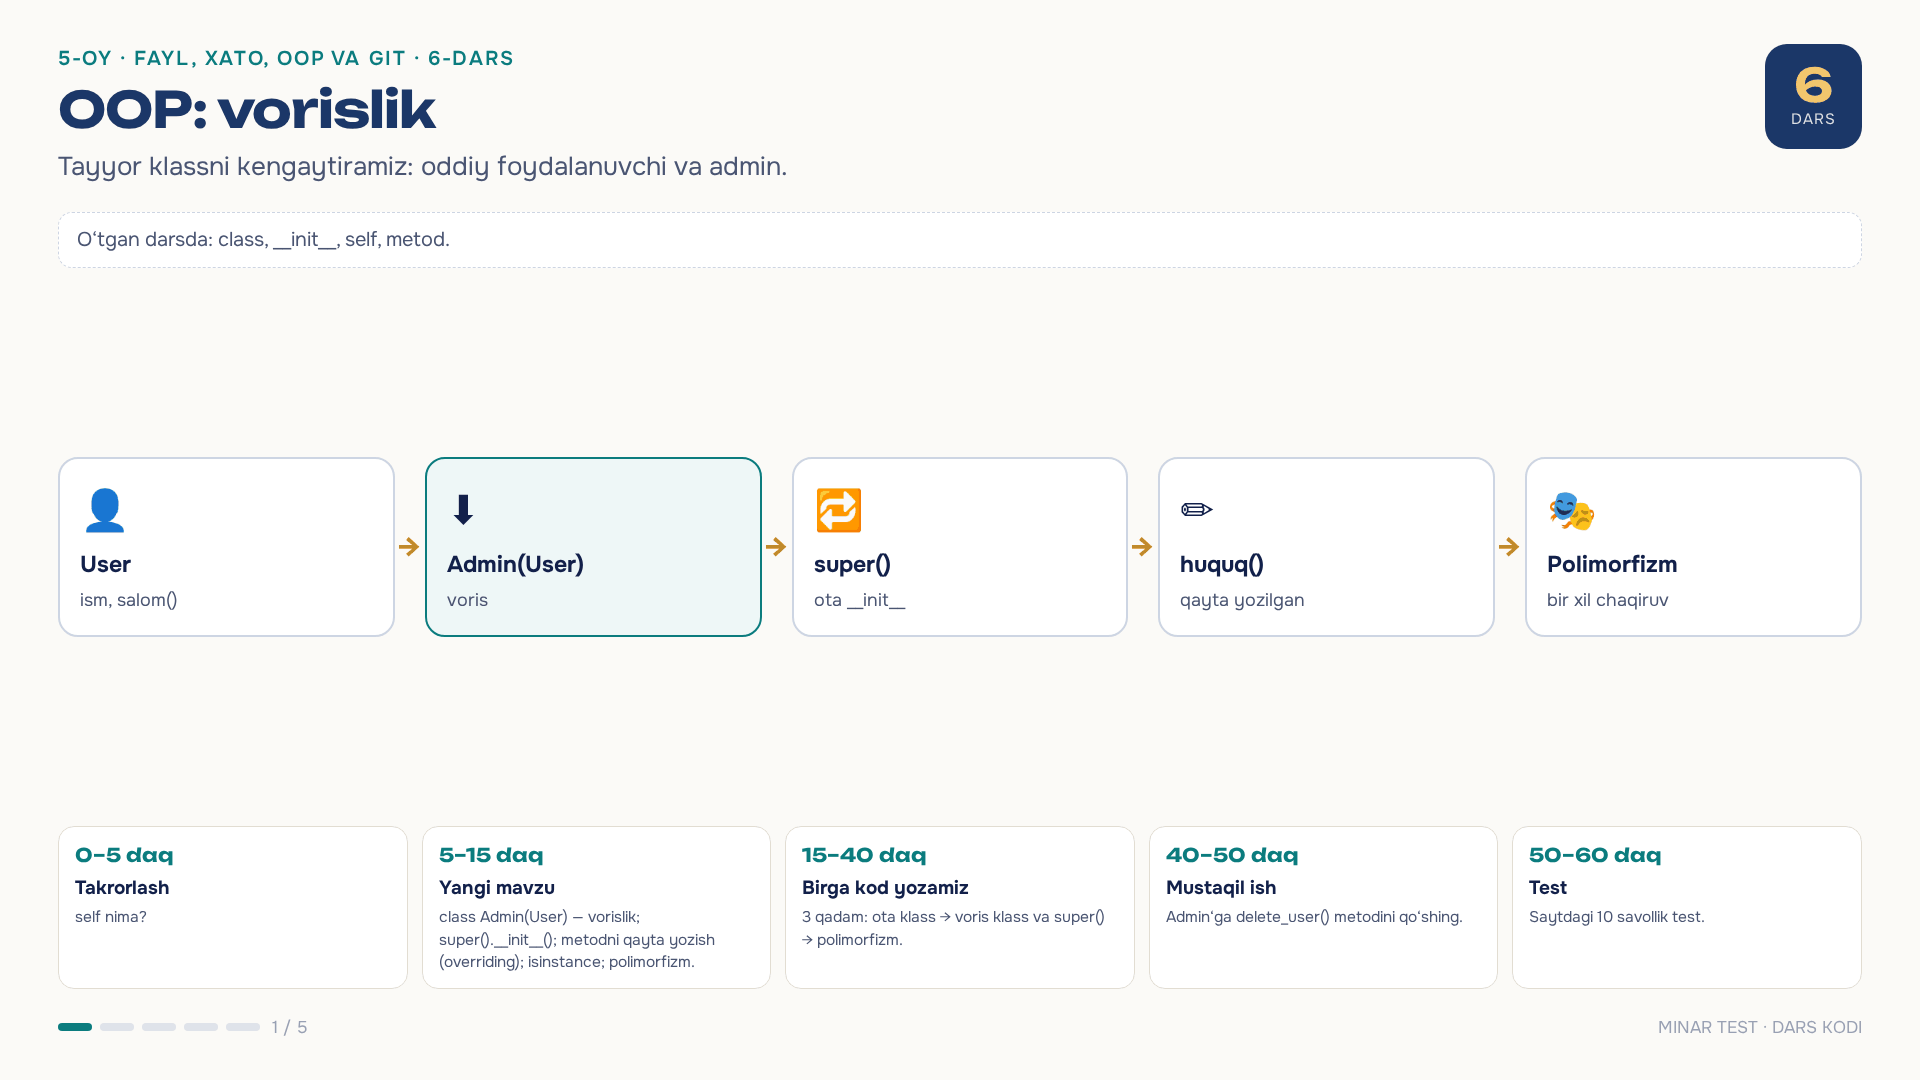 5-OY · FAYL, XATO, OOP VA GIT · 6-DARS
OOP: vorislik
Tayyor klassni kengaytiramiz: oddiy foydalanuvchi va admin.
6
DARS
O‘tgan darsda: class, __init__, self, metod.
User
ism, salom()
→
Admin(User)
voris
→
super()
ota __init__
→
huquq()
qayta yozilgan
→
Polimorfizm
bir xil chaqiruv
0–5 daq
Takrorlash
self nima?
5–15 daq
Yangi mavzu
class Admin(User) — vorislik;
super().__init__(); metodni qayta yozish
(overriding); isinstance; polimorfizm.
15–40 daq
Birga kod yozamiz
3 qadam: ota klass → voris klass va super()
→ polimorfizm.
40–50 daq
Mustaqil ish
Admin‘ga delete_user() metodini qo‘shing.
50–60 daq
Test
Saytdagi 10 savollik test.
1 / 5
MINAR TEST · DARS KODI